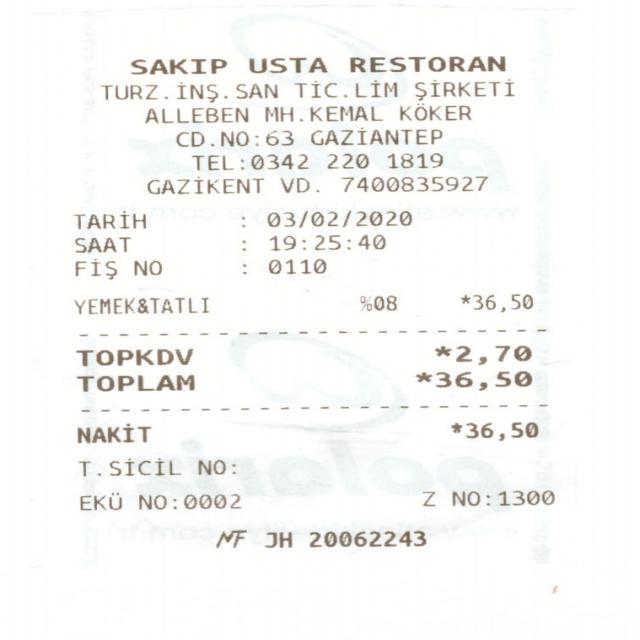 SAKIP USTA RESTORAN
TURZ.İNŞ.SAN TİC.LİM ŞİRKETİ
ALLEBEN MH.KEMAL KÖKER
CD.NO:63 GAZİANTEP
TEL:0342 220 1819
GAZİKENT VD. 7400835927
TARİH : 03/02/2020
SAAT : 19:25:40
FİŞ NO : 0110
YEMEK&TATLI %08 *36,50
TOPKDV *2,70
TOPLAM *36,50
NAKİT *36,50
T.SİCİL NO:
EKÜ NO:0002 Z NO:1300
MF JH 20062243